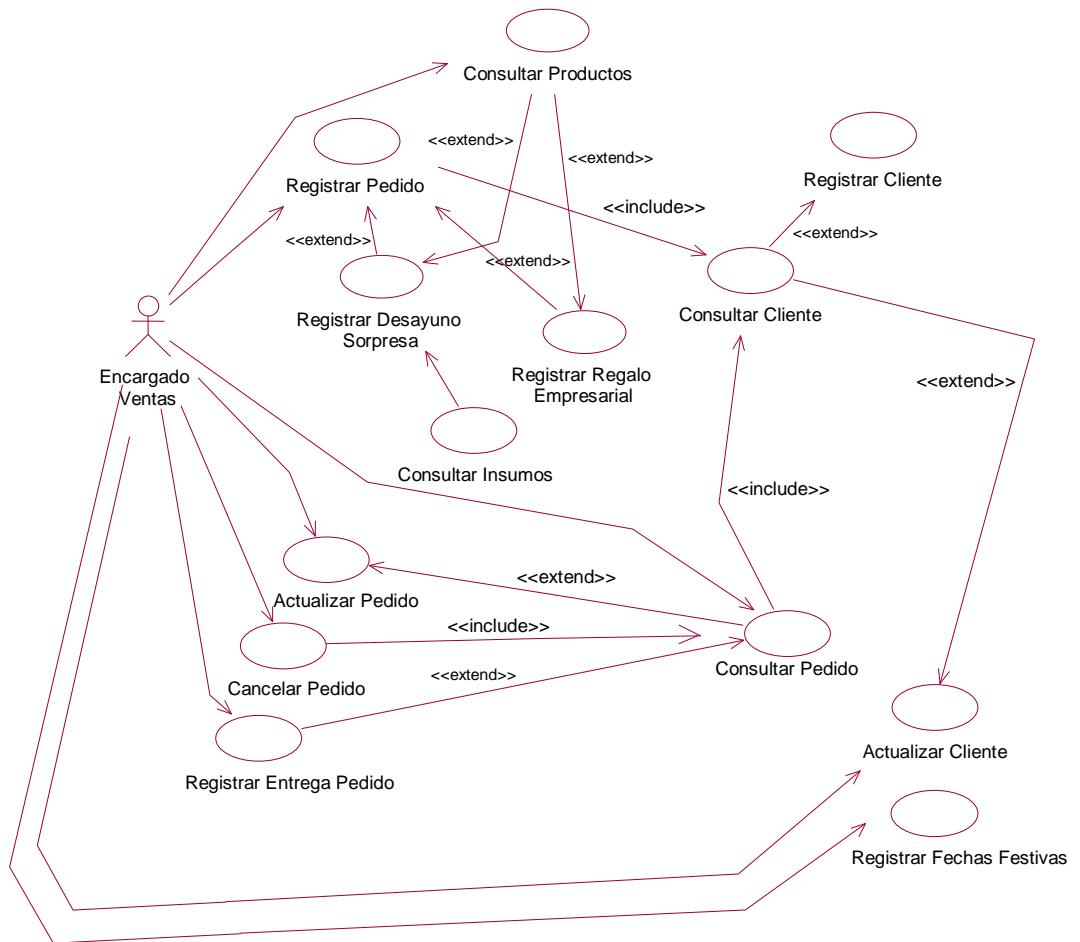 Consultar Productos
<<extend>>
<<extend>>
Registrar Pedido
Registrar Cliente
<<include>>
<<extend>>
<<extend>>
<<extend>>
Registrar Desayuno
Sorpresa
Consultar Cliente
Encargado
Ventas
Registrar Regalo
Empresarial
<<extend>>
Consultar Insumos
<<include>>
<<extend>>
Actualizar Pedido
<<include>>
Consultar Pedido
Cancelar Pedido
<<extend>>
Registrar Entrega Pedido
Actualizar Cliente
Registrar Fechas Festivas